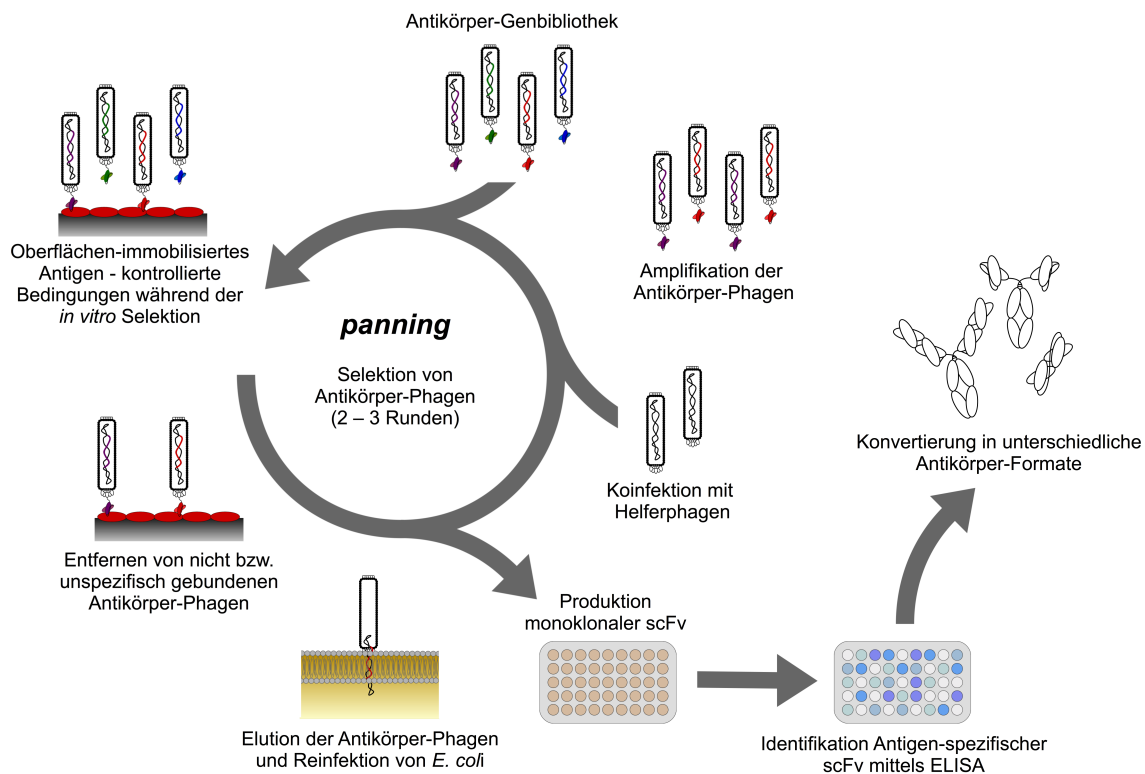 Antikörper-Genbibliothek
Oberflächen-immobilisiertes
Antigen - kontrollierte
Bedingungen während der
in vitro Selektion
Amplifikation der
Antikörper-Phagen
panning
Selektion von
Antikörper-Phagen
(2 – 3 Runden)
Konvertierung in unterschiedliche
Antikörper-Formate
Koinfektion mit
Helferphagen
Entfernen von nicht bzw.
unspezifisch gebundenen
Antikörper-Phagen
Produktion
monoklonaler scFv
Elution der Antikörper-Phagen
und Reinfektion von E. coli
Identifikation Antigen-spezifischer
scFv mittels ELISA